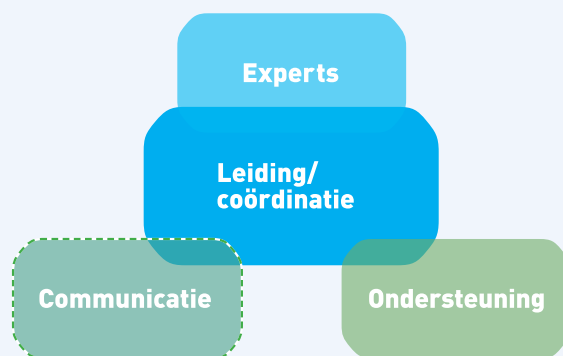 Experts
Leiding/
coördinatie
Communicatie
Ondersteuning